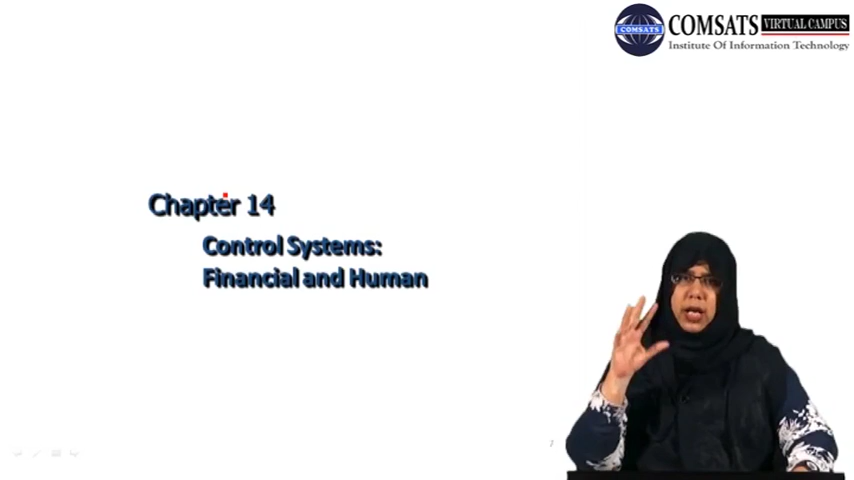 COMSATS VIRTUAL CAMPUS
COMSATS
Institute Of Information Technology
Chapter 14
Control Systems:
Financial and Human